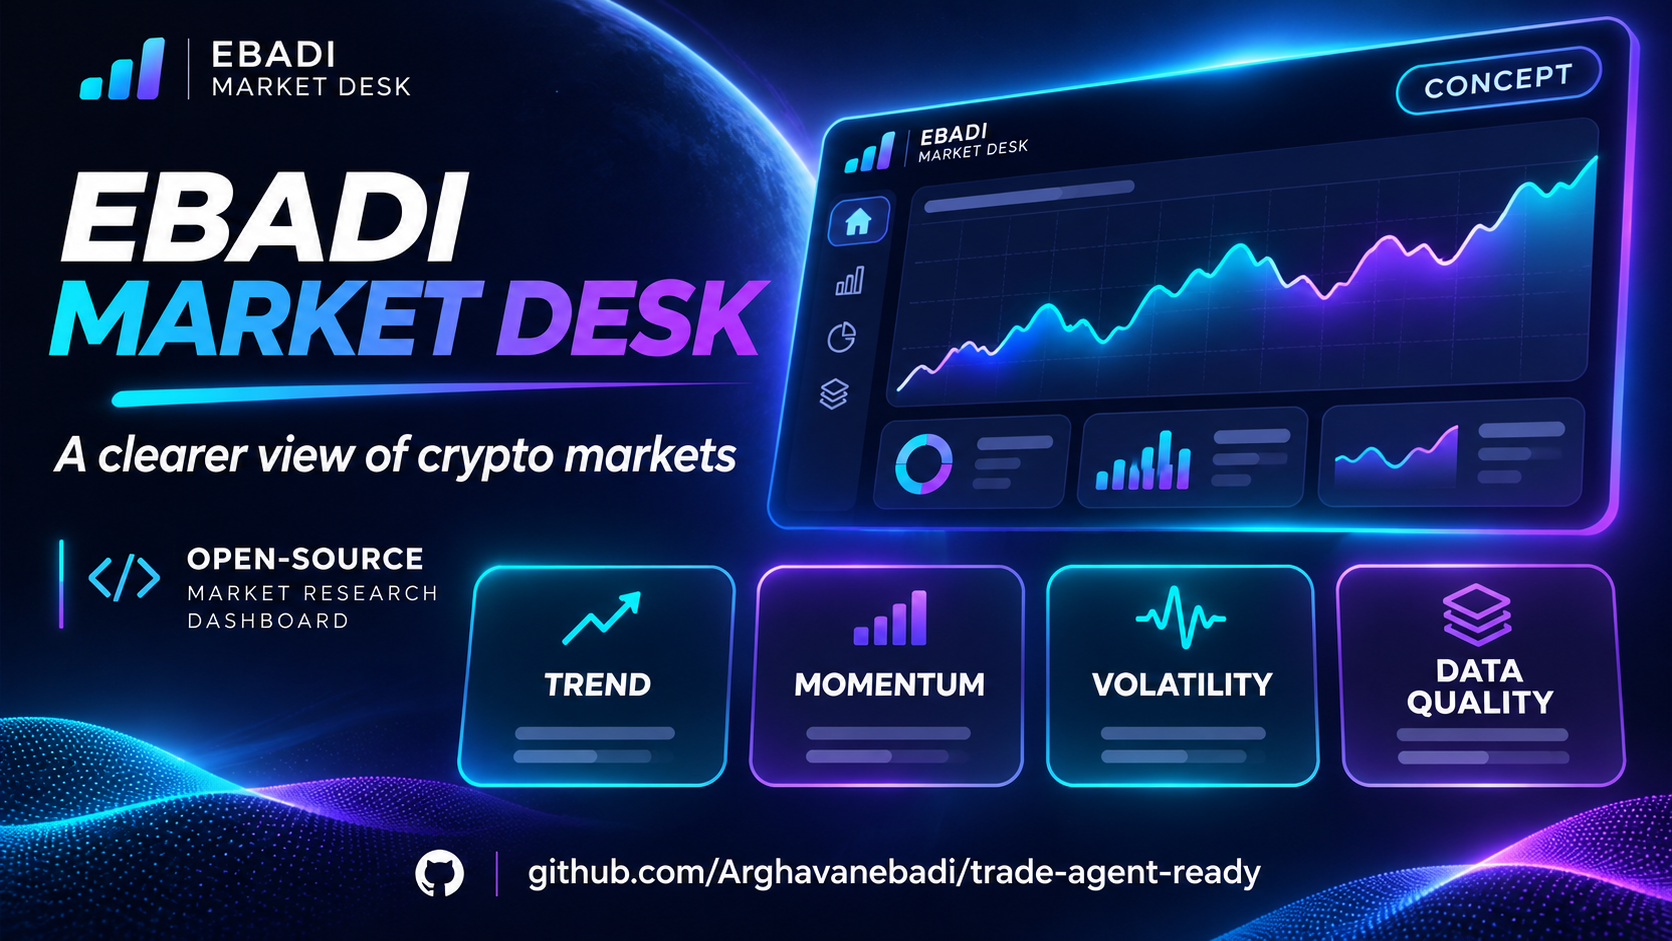 EBADI
MARKET DESK
EBADI
MARKET DESK
A clearer view of crypto markets
</>
OPEN-SOURCE
MARKET RESEARCH
DASHBOARD
CONCEPT
EBADI
MARKET DESK
TREND
MOMENTUM
VOLATILITY
DATA
QUALITY
github.com/Arghavanebadi/trade-agent-ready